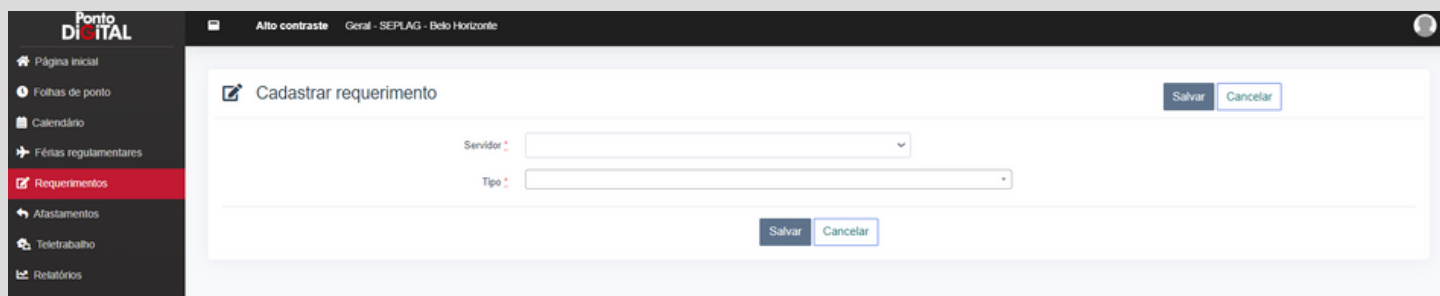 Ponto
DiGiTAL
Alto contraste Geral - SEPLAG - Belo Horizonte
Página inicial
Folhas de ponto
Calendário
Férias regulamentares
Requerimentos
Afastamentos
Teletrabalho
Relatórios
Cadastrar requerimento
Salvar Cancelar
Servidor *
Tipo *
Salvar Cancelar